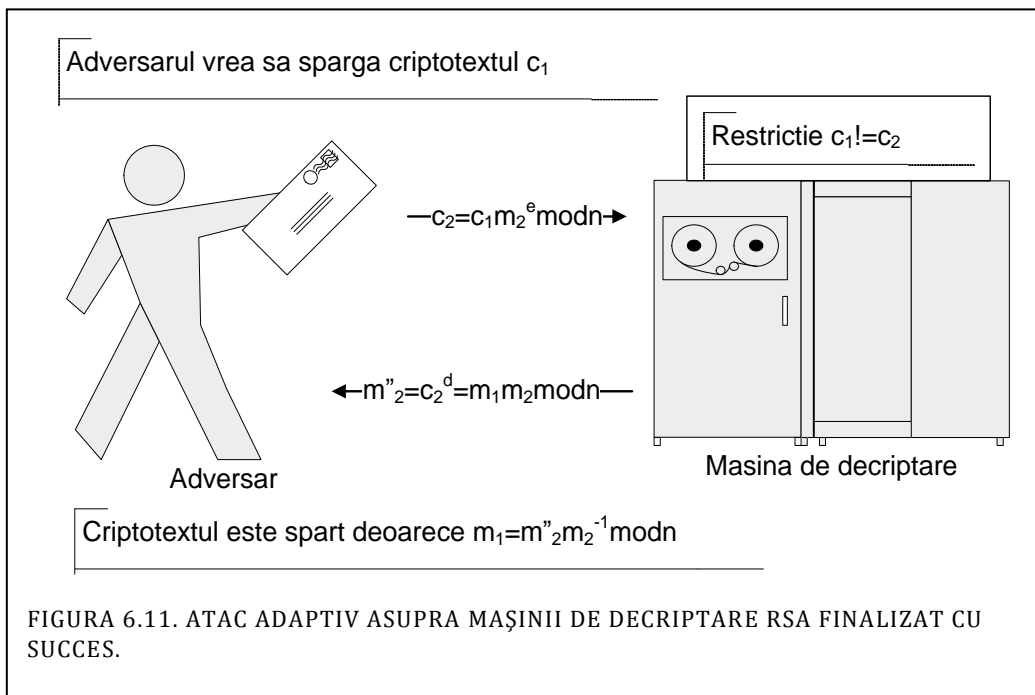 Adversarul vrea sa sparga criptotextul c₁
Restrictie c₁!=c₂
c₂=c₁m₂ᵉmodn
m”₂=c₂ᵈ=m₁m₂modn
Adversar
Masina de decriptare
Criptotextul este spart deoarece m₁=m”₂m₂⁻¹modn
FIGURA 6.11. ATAC ADAPTIV ASUPRA MAŞINII DE DECRIPTARE RSA FINALIZAT CU
SUCCES.